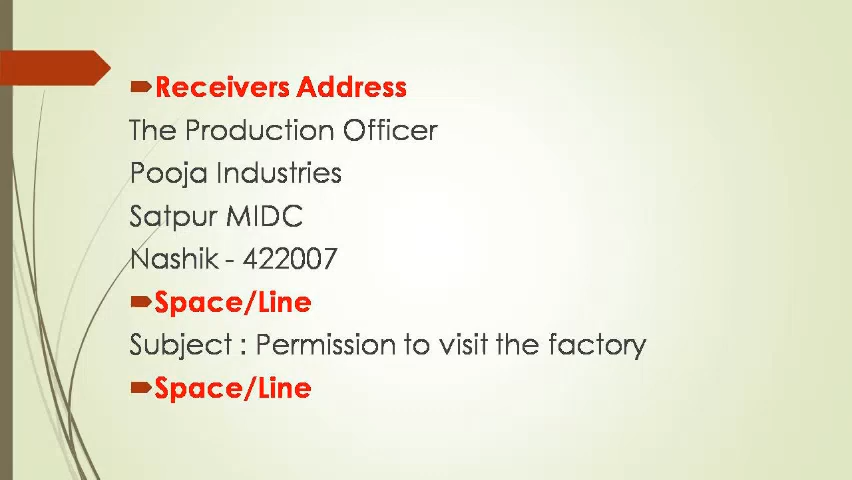 Receivers Address
The Production Officer
Pooja Industries
Satpur MIDC
Nashik - 422007
Space/Line
Subject : Permission to visit the factory
Space/Line